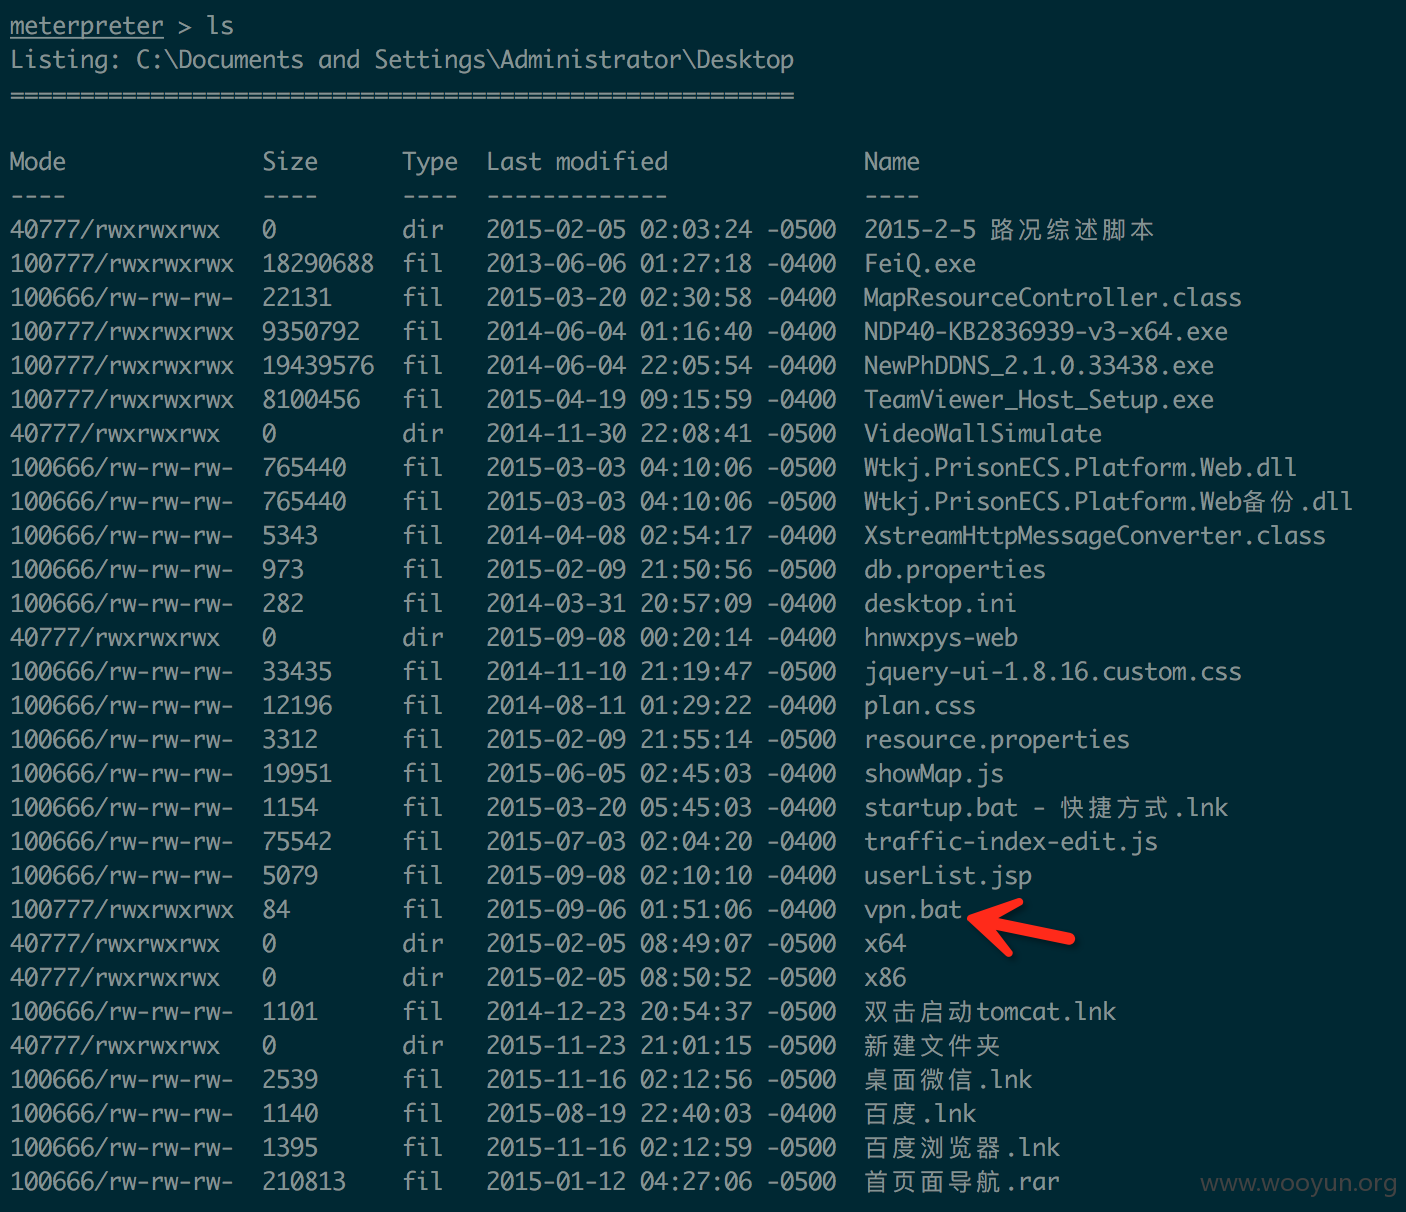 meterpreter > ls
Listing: C:\Documents and Settings\Administrator\Desktop
========================================================
Mode Size Type Last modified Name
---- ---- ---- ------------- ----
40777/rwxrwxrwx 0 dir 2015-02-05 02:03:24 -0500 2015-2-5 路况综述脚本
100777/rwxrwxrwx 18290688 fil 2013-06-06 01:27:18 -0400 FeiQ.exe
100666/rw-rw-rw- 22131 fil 2015-03-20 02:30:58 -0400 MapResourceController.class
100777/rwxrwxrwx 9350792 fil 2014-06-04 01:16:40 -0400 NDP40-KB2836939-v3-x64.exe
100777/rwxrwxrwx 19439576 fil 2014-06-04 22:05:54 -0400 NewPhDDNS_2.1.0.33438.exe
100777/rwxrwxrwx 8100456 fil 2015-04-19 09:15:59 -0400 TeamViewer_Host_Setup.exe
40777/rwxrwxrwx 0 dir 2014-11-30 22:08:41 -0500 VideoWallSimulate
100666/rw-rw-rw- 765440 fil 2015-03-03 04:10:06 -0500 Wtkj.PrisonECS.Platform.Web.dll
100666/rw-rw-rw- 765440 fil 2015-03-03 04:10:06 -0500 Wtkj.PrisonECS.Platform.Web备份.dll
100666/rw-rw-rw- 5343 fil 2014-04-08 02:54:17 -0400 XstreamHttpMessageConverter.class
100666/rw-rw-rw- 973 fil 2015-02-09 21:50:56 -0500 db.properties
100666/rw-rw-rw- 282 fil 2014-03-31 20:57:09 -0400 desktop.ini
40777/rwxrwxrwx 0 dir 2015-09-08 00:20:14 -0400 hnwxpys-web
100666/rw-rw-rw- 33435 fil 2014-11-10 21:19:47 -0500 jquery-ui-1.8.16.custom.css
100666/rw-rw-rw- 12196 fil 2014-08-11 01:29:22 -0400 plan.css
100666/rw-rw-rw- 3312 fil 2015-02-09 21:55:14 -0500 resource.properties
100666/rw-rw-rw- 19951 fil 2015-06-05 02:45:03 -0400 showMap.js
100666/rw-rw-rw- 1154 fil 2015-03-20 05:45:03 -0400 startup.bat - 快捷方式.lnk
100666/rw-rw-rw- 75542 fil 2015-07-03 02:04:20 -0400 traffic-index-edit.js
100666/rw-rw-rw- 5079 fil 2015-09-08 02:10:10 -0400 userList.jsp
100777/rwxrwxrwx 84 fil 2015-09-06 01:51:06 -0400 vpn.bat
40777/rwxrwxrwx 0 dir 2015-02-05 08:49:07 -0500 x64
40777/rwxrwxrwx 0 dir 2015-02-05 08:50:52 -0500 x86
100666/rw-rw-rw- 1101 fil 2014-12-23 20:54:37 -0500 双击启动tomcat.lnk
40777/rwxrwxrwx 0 dir 2015-11-23 21:01:15 -0500 新建文件夹
100666/rw-rw-rw- 2539 fil 2015-11-16 02:12:56 -0500 桌面微信.lnk
100666/rw-rw-rw- 1140 fil 2015-08-19 22:40:03 -0400 百度.lnk
100666/rw-rw-rw- 1395 fil 2015-11-16 02:12:59 -0500 百度浏览器.lnk
100666/rw-rw-rw- 210813 fil 2015-01-12 04:27:06 -0500 首页面导航.rar
www.wooyun.org